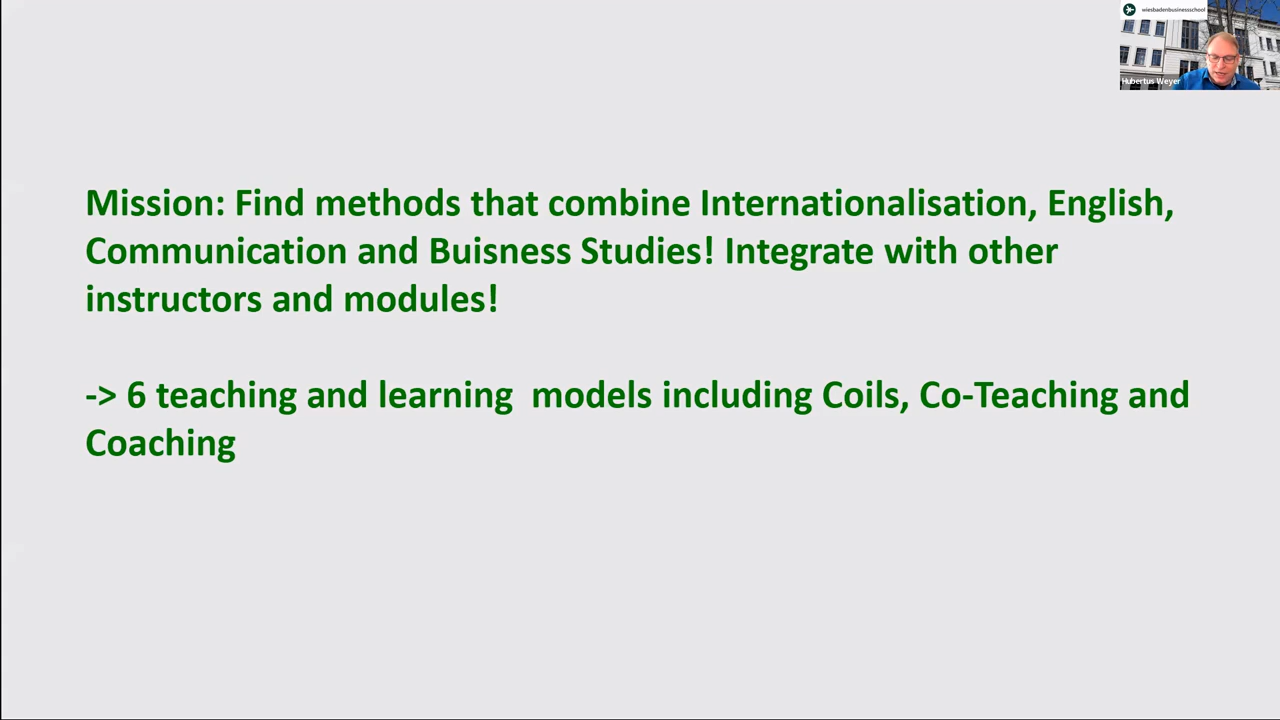 wiesbadenbusinessschool
Hubertus Weyer
Mission: Find methods that combine Internationalisation, English,
Communication and Buisness Studies! Integrate with other
instructors and modules!
-> 6 teaching and learning  models including Coils, Co-Teaching and
Coaching